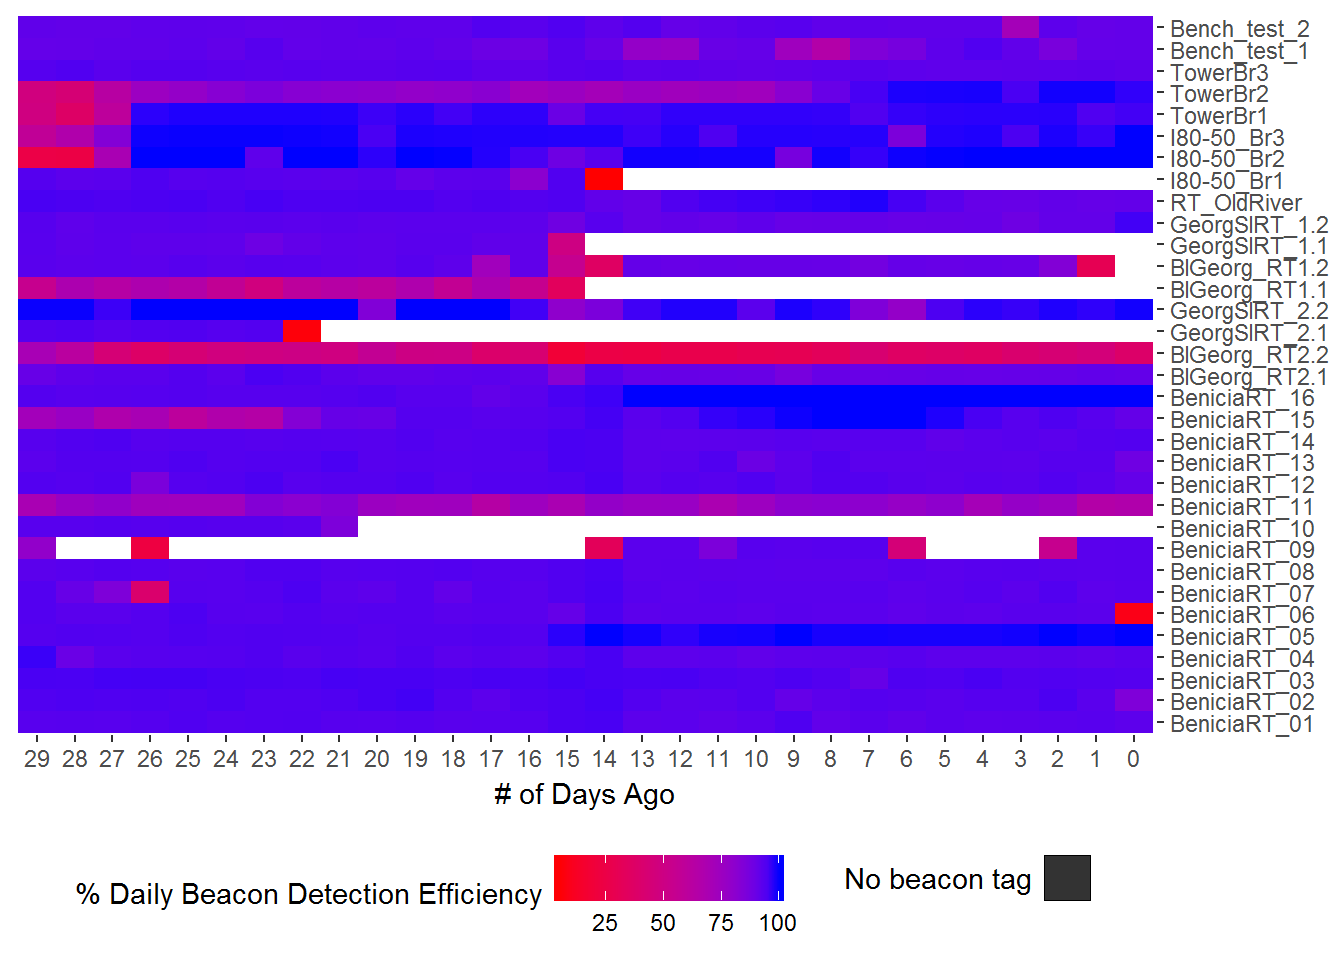 Bench_test_2
Bench_test_1
TowerBr3
TowerBr2
TowerBr1
I80-50_Br3
I80-50_Br2
I80-50_Br1
RT_OldRiver
GeorgSlRT_1.2
GeorgSlRT_1.1
BlGeorg_RT1.2
BlGeorg_RT1.1
GeorgSlRT_2.2
GeorgSlRT_2.1
BlGeorg_RT2.2
BlGeorg_RT2.1
BeniciaRT_16
BeniciaRT_15
BeniciaRT_14
BeniciaRT_13
BeniciaRT_12
BeniciaRT_11
BeniciaRT_10
BeniciaRT_09
BeniciaRT_08
BeniciaRT_07
BeniciaRT_06
BeniciaRT_05
BeniciaRT_04
BeniciaRT_03
BeniciaRT_02
BeniciaRT_01
29 28 27 26 25 24 23 22 21 20 19 18 17 16 15 14 13 12 11 10 9 8 7 6 5 4 3 2 1 0
# of Days Ago
% Daily Beacon Detection Efficiency
25 50 75 100
No beacon tag